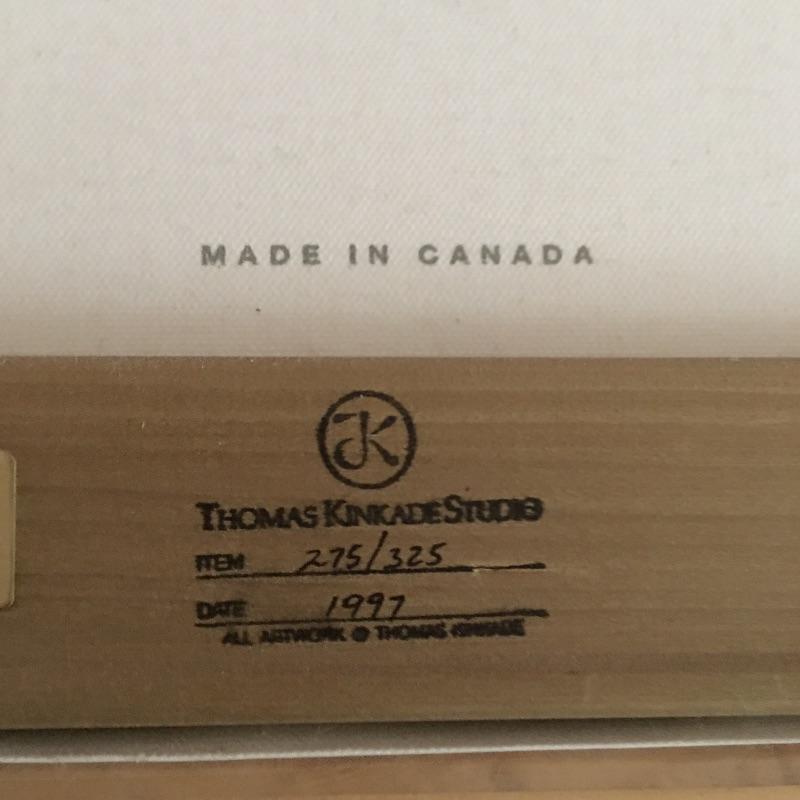 MADE IN CANADA
TK
THOMAS KINKADE STUDIO
ITEM 275/325
DATE 1997
ALL ARTWORK © THOMAS KINKADE